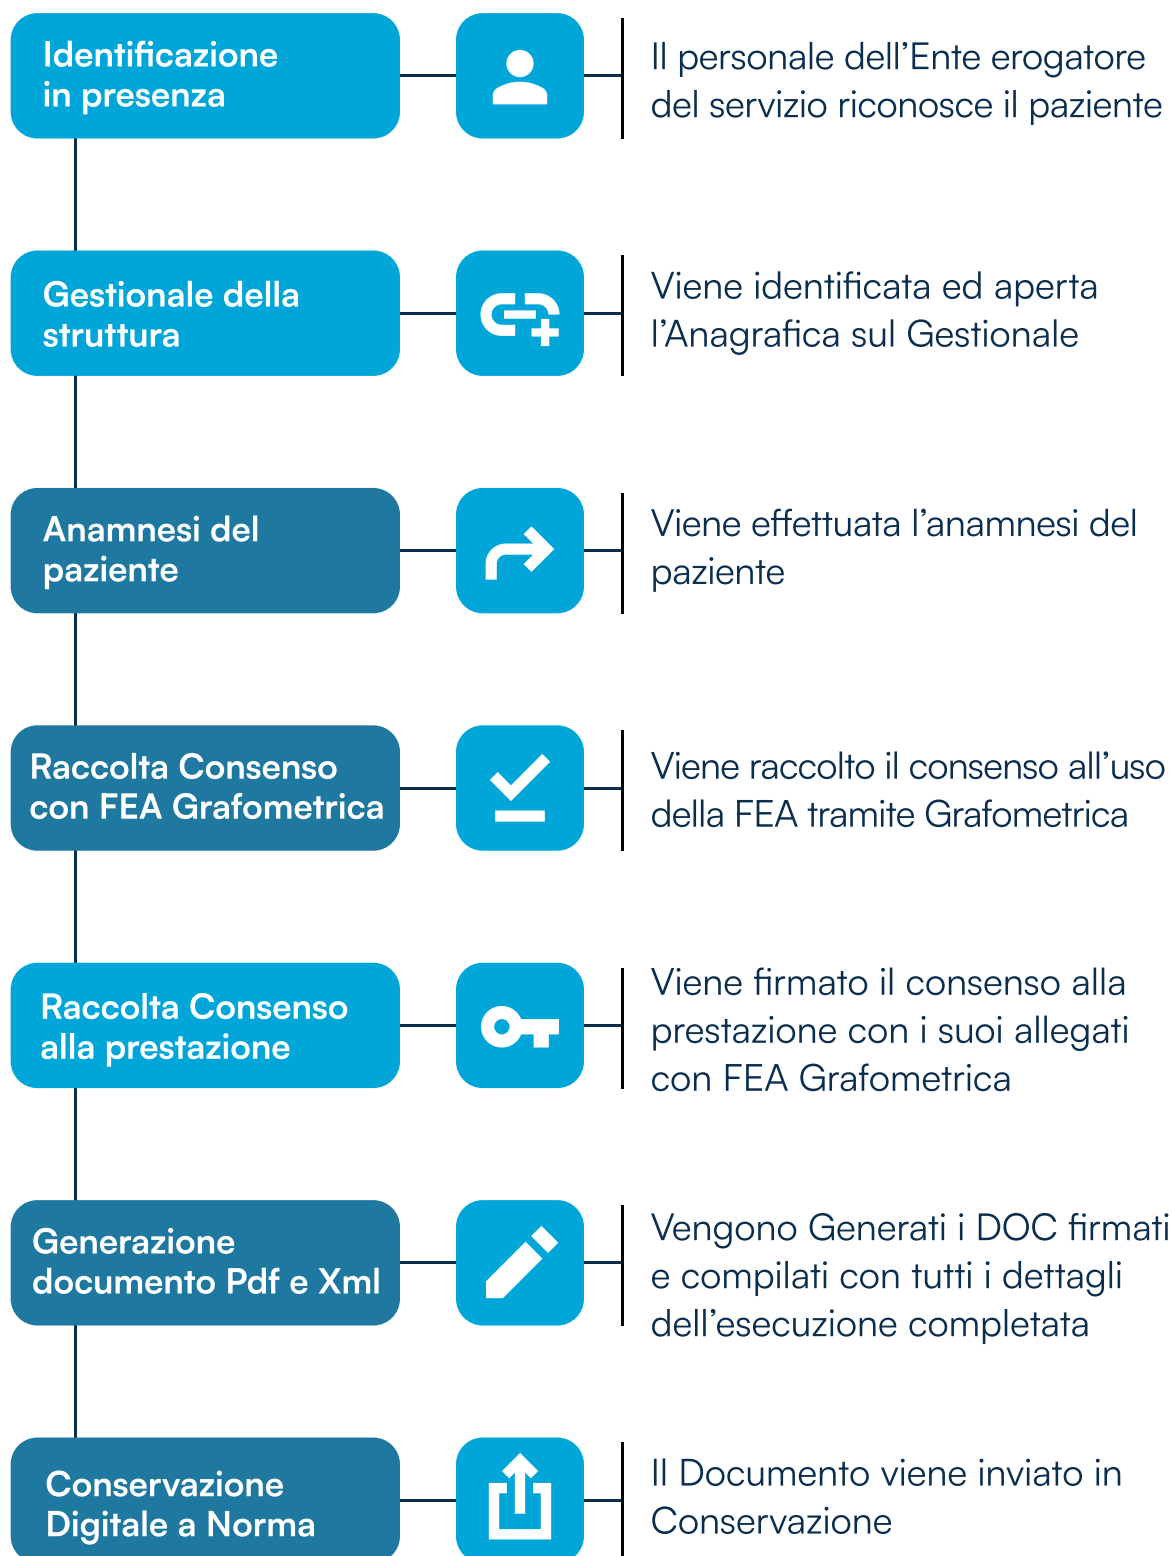 Identificazione
in presenza
Il personale dell’Ente erogatore
del servizio riconosce il paziente
Gestionale della
struttura
Viene identificata ed aperta
l’Anagrafica sul Gestionale
Anamnesi del
paziente
Viene effettuata l’anamnesi del
paziente
Raccolta Consenso
con FEA Grafometrica
Viene raccolto il consenso all’uso
della FEA tramite Grafometrica
Raccolta Consenso
alla prestazione
Viene firmato il consenso alla
prestazione con i suoi allegati
con FEA Grafometrica
Generazione
documento Pdf e Xml
Vengono Generati i DOC firmati
e compilati con tutti i dettagli
dell’esecuzione completata
Conservazione
Digitale a Norma
Il Documento viene inviato in
Conservazione